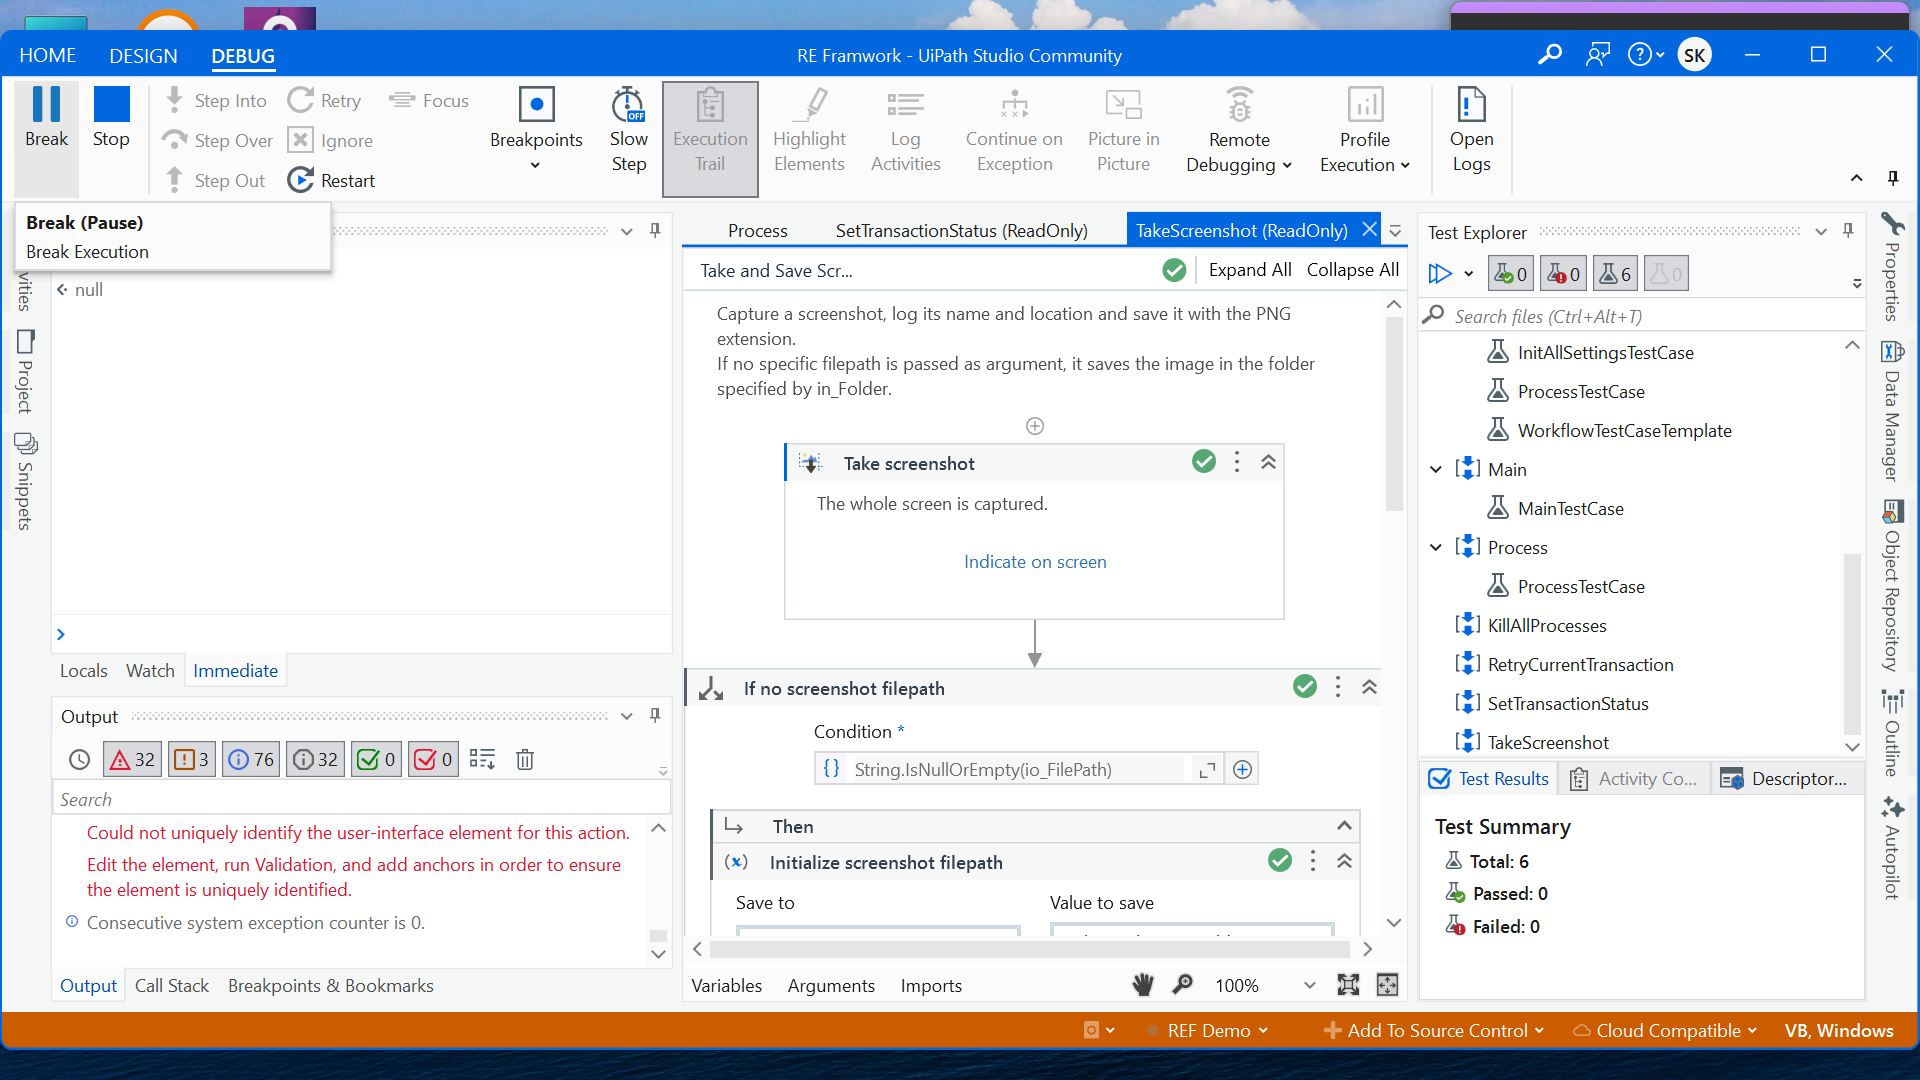 HOME
DESIGN
DEBUG
RE Framwork - UiPath Studio Community
SK
Break
Stop
Step Into
Step Over
Step Out
Retry
Ignore
Restart
Focus
Breakpoints
Slow
Step
OFF
Execution
Trail
Highlight
Elements
Log
Activities
Continue on
Exception
Picture in
Picture
Remote
Debugging
Profile
Execution
Open
Logs
Break (Pause)
Break Execution
vities
Project
Snippets
null
Locals
Watch
Immediate
Output
32
3
76
32
0
0
Search
Could not uniquely identify the user-interface element for this action.
Edit the element, run Validation, and add anchors in order to ensure
the element is uniquely identified.
Consecutive system exception counter is 0.
Output
Call Stack
Breakpoints & Bookmarks
Process
SetTransactionStatus (ReadOnly)
TakeScreenshot (ReadOnly)
Take and Save Scr...
Expand All
Collapse All
Capture a screenshot, log its name and location and save it with the PNG
extension.
If no specific filepath is passed as argument, it saves the image in the folder
specified by in_Folder.
Take screenshot
The whole screen is captured.
Indicate on screen
If no screenshot filepath
Condition *
String.IsNullOrEmpty(io_FilePath)
Then
Initialize screenshot filepath
Save to
Value to save
Variables
Arguments
Imports
100%
Test Explorer
0
0
6
0
Search files (Ctrl+Alt+T)
InitAllSettingsTestCase
ProcessTestCase
WorkflowTestCaseTemplate
Main
MainTestCase
Process
ProcessTestCase
KillAllProcesses
RetryCurrentTransaction
SetTransactionStatus
TakeScreenshot
Test Results
Activity Co...
Descriptor...
Test Summary
Total: 6
Passed: 0
Failed: 0
Properties
Data Manager
Object Repository
Outline
Autopilot
REF Demo
Add To Source Control
Cloud Compatible
VB, Windows